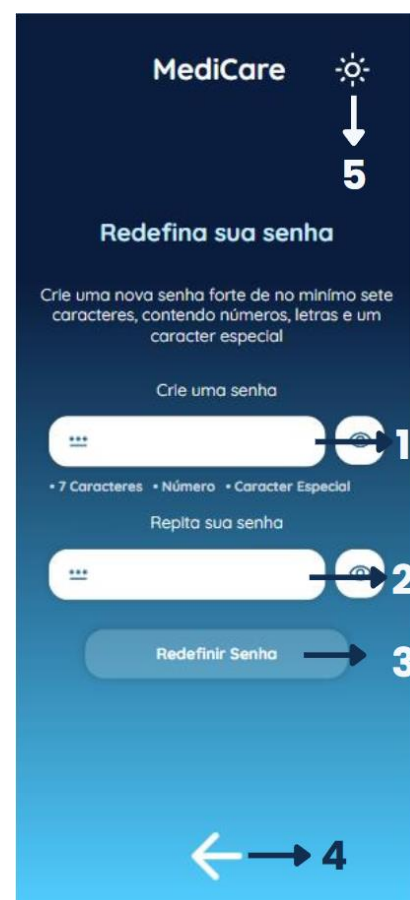 MediCare
5
Redefina sua senha
Crie uma nova senha forte de no minímo sete
caracteres, contendo números, letras e um
caracter especial
Crie uma senha
1
• 7 Caracteres • Número • Caracter Especial
Repita sua senha
2
Redefinir Senha
3
4